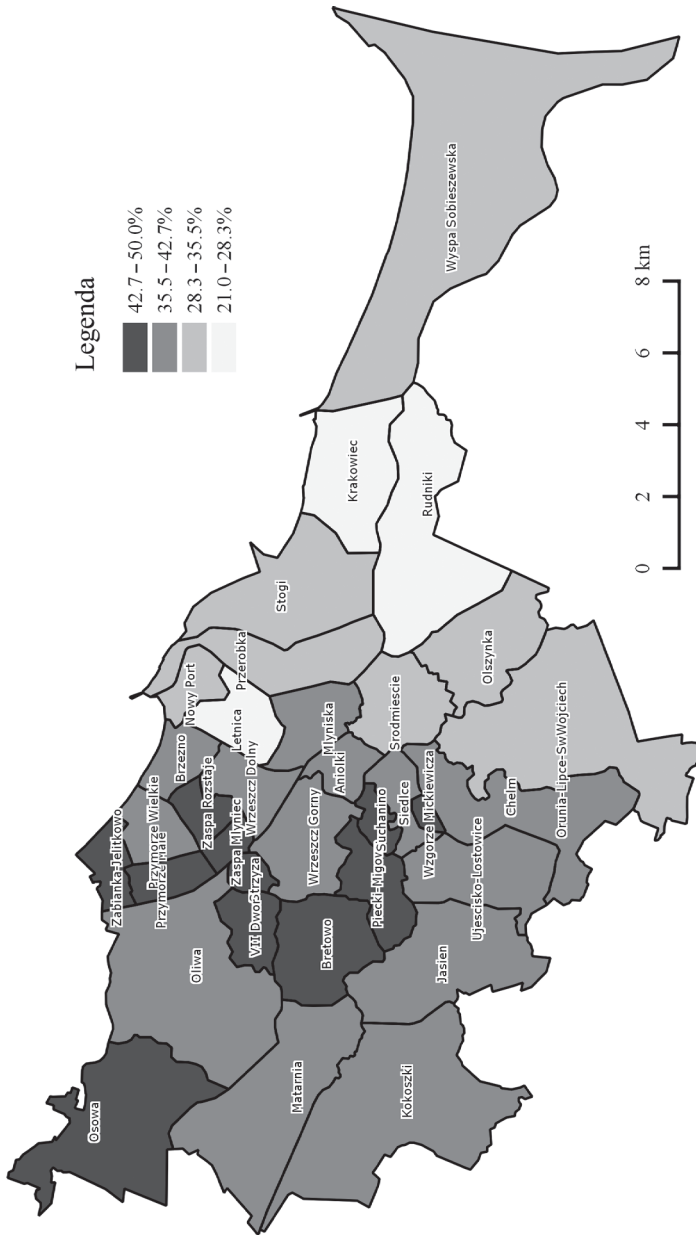 Legenda
42.7 – 50.0%
35.5 – 42.7%
28.3 – 35.5%
21.0 – 28.3%
Osowa
Zabianka-Jelitkowo
Przymorze Wielkie
Przymorze Male
Oliwa
Brzezno
Nowy Port
Zaspa Rozstaje
Zaspa Mlyniec
Wrzeszcz Dolny
Letnica
Przerobka
Stogi
VII Dwor
Strzyza
Matarnia
Bretowo
Wrzeszcz Gorny
Aniolki
Mlyniska
Krakowiec
Kokoszki
Piecki-Migowo
Suchanino
Siedlce
Srodmiescie
Wzgorze Mickiewicza
Rudniki
Wyspa Sobieszewska
Jasien
Ujescisko-Lostowice
Chelm
Olszynka
Orunia-Lipce-SwWojciech
0
2
4
6
8 km